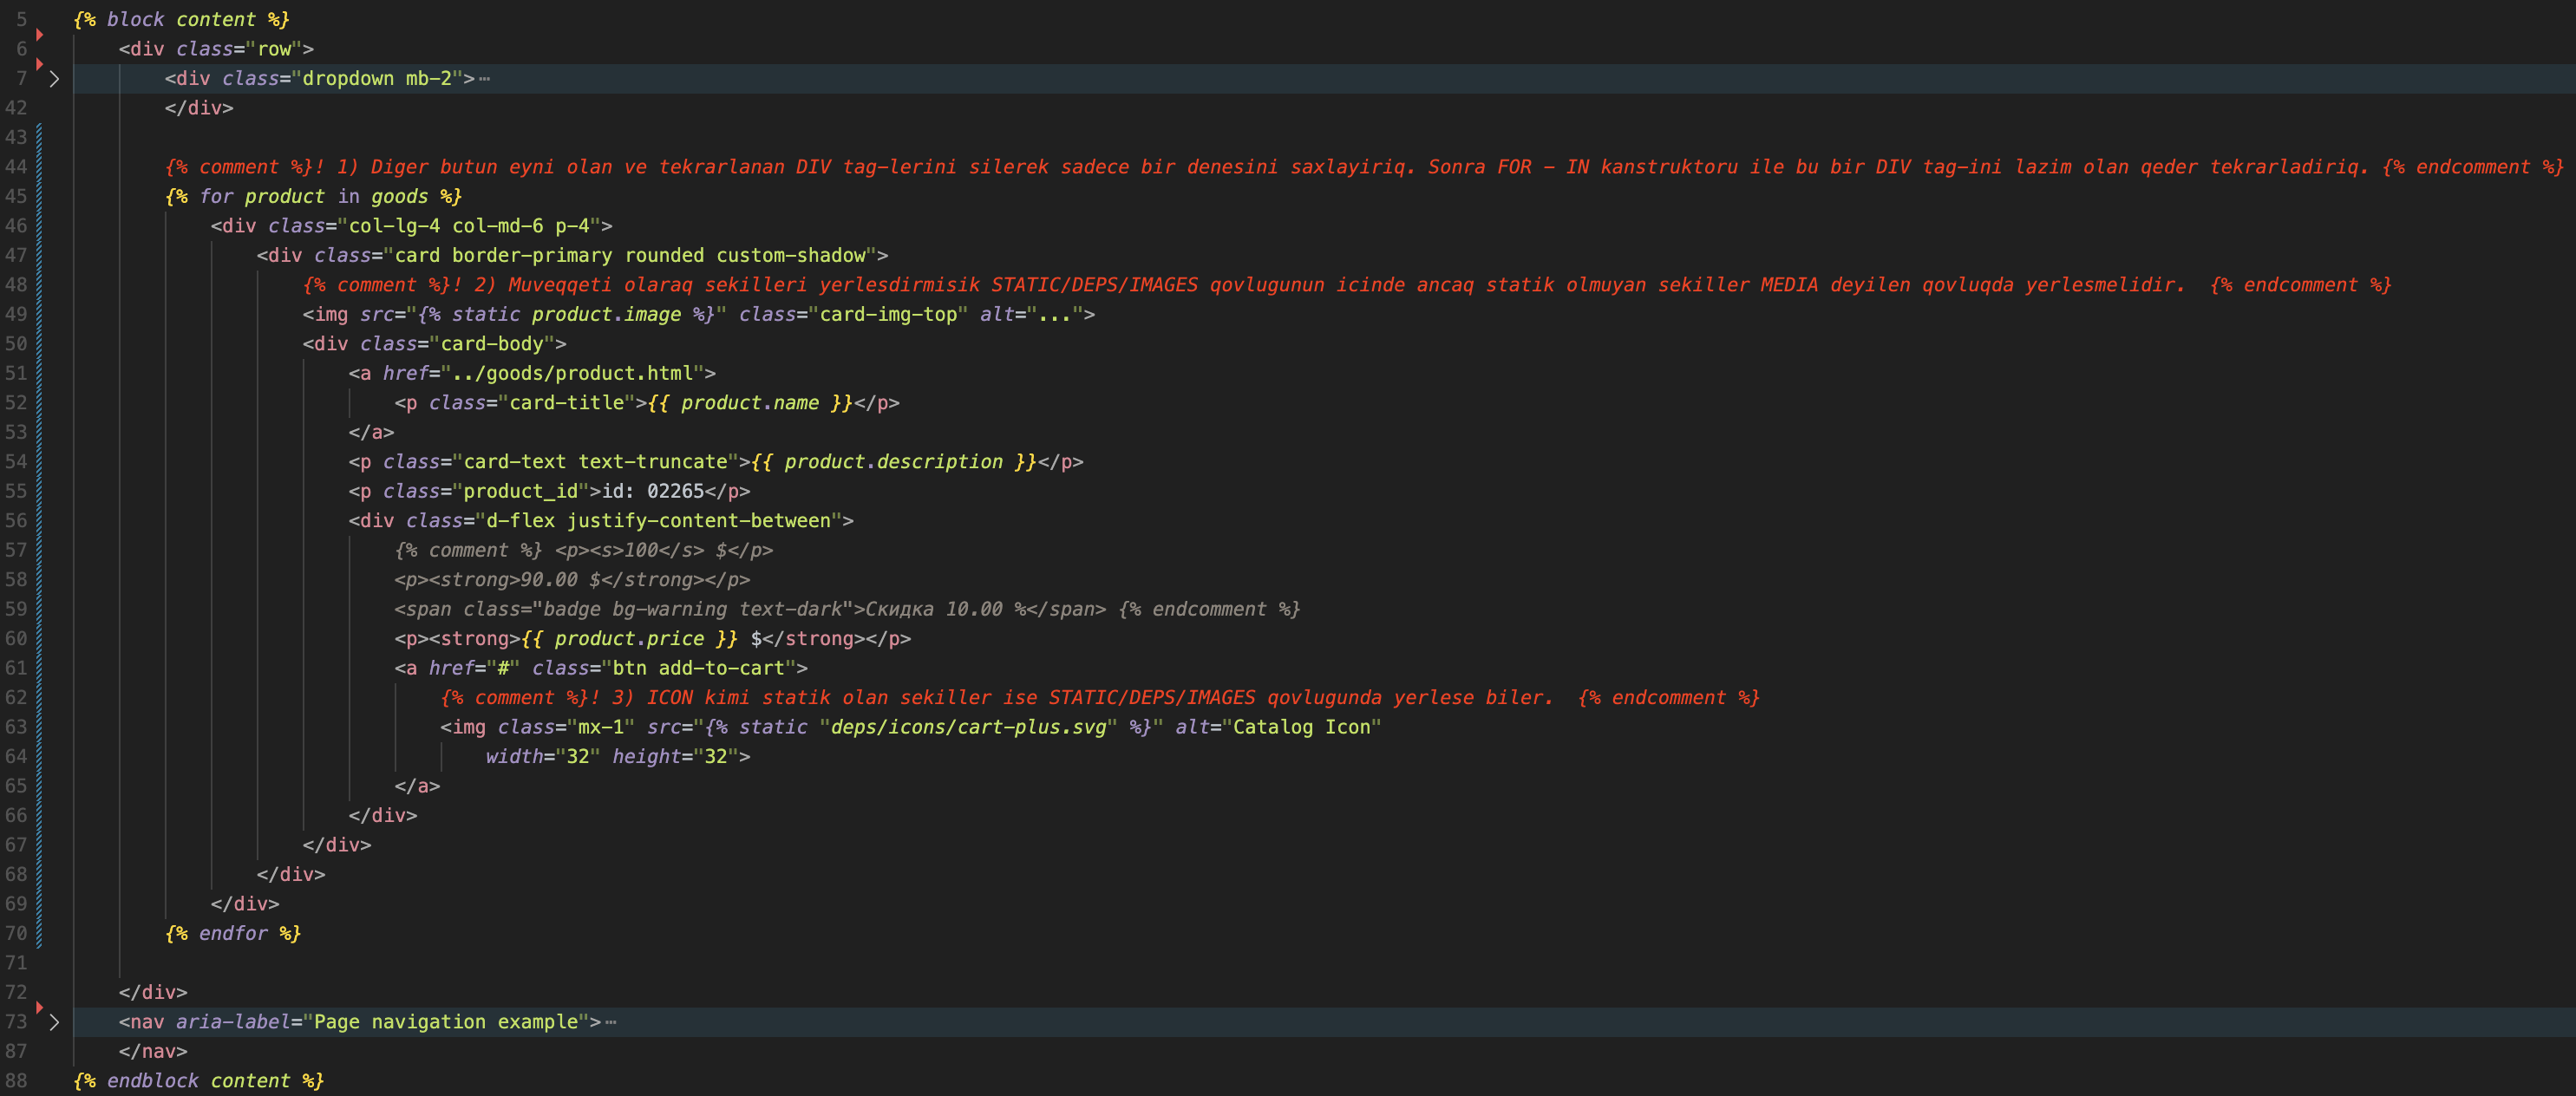 5 {% block content %}
6 <div class="row">
7 <div class="dropdown mb-2">⋯
42 </div>
43
44 {% comment %}! 1) Diger butun eyni olan ve tekrarlanan DIV tag-lerini silerek sadece bir denesini saxlayiriq. Sonra FOR - IN kanstruktoru ile bu bir DIV tag-ini lazim olan qeder tekrarladiriq. {% endcomment %}
45 {% for product in goods %}
46 <div class="col-lg-4 col-md-6 p-4">
47 <div class="card border-primary rounded custom-shadow">
48 {% comment %}! 2) Muveqqeti olaraq sekilleri yerlesdirmisik STATIC/DEPS/IMAGES qovlugunun icinde ancaq statik olmuyan sekiller MEDIA deyilen qovluqda yerlesmelidir.  {% endcomment %}
49 <img src="{% static product.image %}" class="card-img-top" alt="...">
50 <div class="card-body">
51 <a href="../goods/product.html">
52 <p class="card-title">{{ product.name }}</p>
53 </a>
54 <p class="card-text text-truncate">{{ product.description }}</p>
55 <p class="product_id">id: 02265</p>
56 <div class="d-flex justify-content-between">
57 {% comment %} <p><s>100</s> $</p>
58 <p><strong>90.00 $</strong></p>
59 <span class="badge bg-warning text-dark">Скидка 10.00 %</span> {% endcomment %}
60 <p><strong>{{ product.price }} $</strong></p>
61 <a href="#" class="btn add-to-cart">
62 {% comment %}! 3) ICON kimi statik olan sekiller ise STATIC/DEPS/IMAGES qovlugunda yerlese biler.  {% endcomment %}
63 <img class="mx-1" src="{% static "deps/icons/cart-plus.svg" %}" alt="Catalog Icon"
64 width="32" height="32">
65 </a>
66 </div>
67 </div>
68 </div>
69 </div>
70 {% endfor %}
71
72 </div>
73 <nav aria-label="Page navigation example">⋯
87 </nav>
88 {% endblock content %}